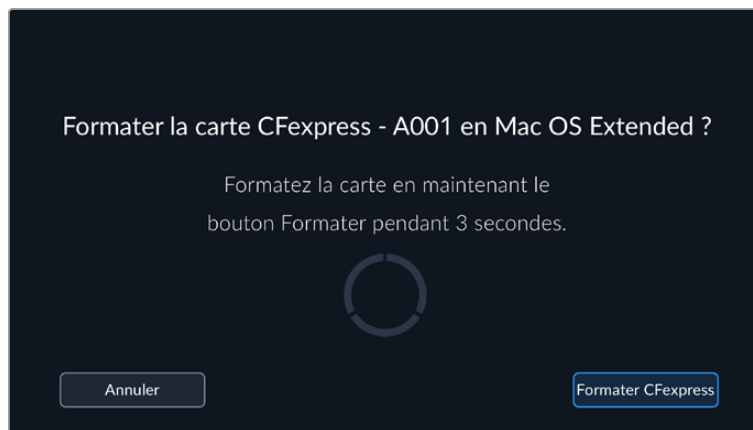 Formater la carte CFexpress - A001 en Mac OS Extended ?
Formatez la carte en maintenant le
bouton Formater pendant 3 secondes.
Annuler
Formater CFexpress